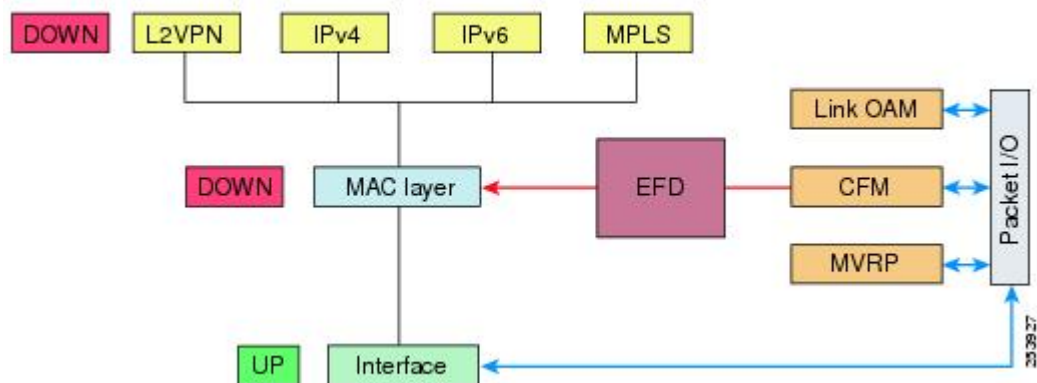 DOWN L2VPN IPv4 IPv6 MPLS
Link OAM
DOWN MAC layer EFD CFM
Packet I/O
MVRP
UP Interface
253927